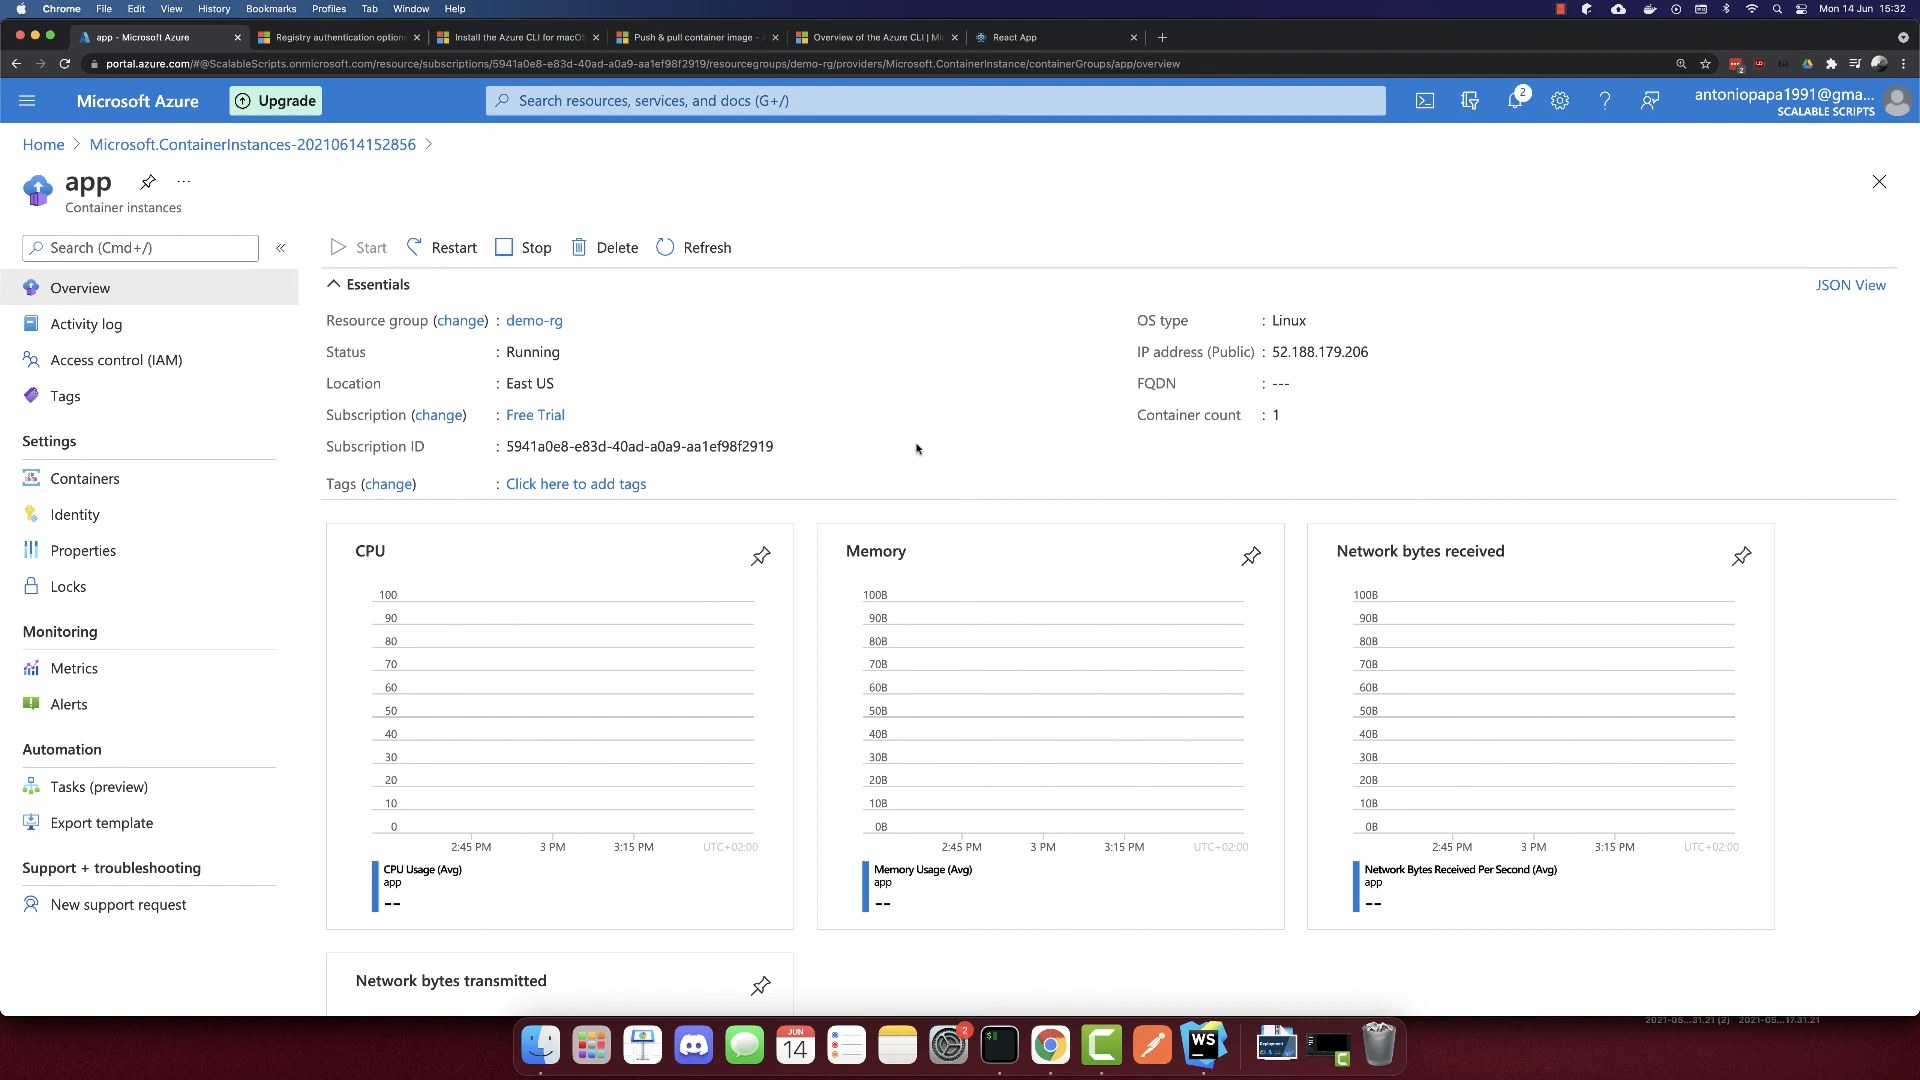 Chrome File Edit View History Bookmarks Profiles Tab Window Help Mon 14 Jun 15:32
app - Microsoft Azure Registry authentication option Install the Azure CLI for macOS Push & pull container image - A Overview of the Azure CLI | Mi React App
portal.azure.com/#@ScalableScripts.onmicrosoft.com/resource/subscriptions/5941a0e8-e83d-40ad-a0a9-aa1ef98f2919/resourcegroups/demo-rg/providers/Microsoft.ContainerInstance/containerGroups/app/overview
Microsoft Azure Upgrade Search resources, services, and docs (G+/) 2 antoniopapa1991@gma...
SCALABLE SCRIPTS
Home > Microsoft.ContainerInstances-20210614152856 >
app ...
Container instances
Search (Cmd+/) « Start Restart Stop Delete Refresh
Overview
Activity log
Access control (IAM)
Tags
Settings
Containers
Identity
Properties
Locks
Monitoring
Metrics
Alerts
Automation
Tasks (preview)
Export template
Support + troubleshooting
New support request
Essentials JSON View
Resource group (change) : demo-rg
Status : Running
Location : East US
Subscription (change) : Free Trial
Subscription ID : 5941a0e8-e83d-40ad-a0a9-aa1ef98f2919
Tags (change) : Click here to add tags
OS type : Linux
IP address (Public) : 52.188.179.206
FQDN : ---
Container count : 1
CPU
100
90
80
70
60
50
40
30
20
10
0
2:45 PM 3 PM 3:15 PM UTC+02:00
CPU Usage (Avg)
app
--
Memory
100B
90B
80B
70B
60B
50B
40B
30B
20B
10B
0B
2:45 PM 3 PM 3:15 PM UTC+02:00
Memory Usage (Avg)
app
--
Network bytes received
100B
90B
80B
70B
60B
50B
40B
30B
20B
10B
0B
2:45 PM 3 PM 3:15 PM UTC+02:00
Network Bytes Received Per Second (Avg)
app
--
Network bytes transmitted
2021-05...31.21 (2) 2021-05...17.31.21
JUN
14
2
WS
Deployment